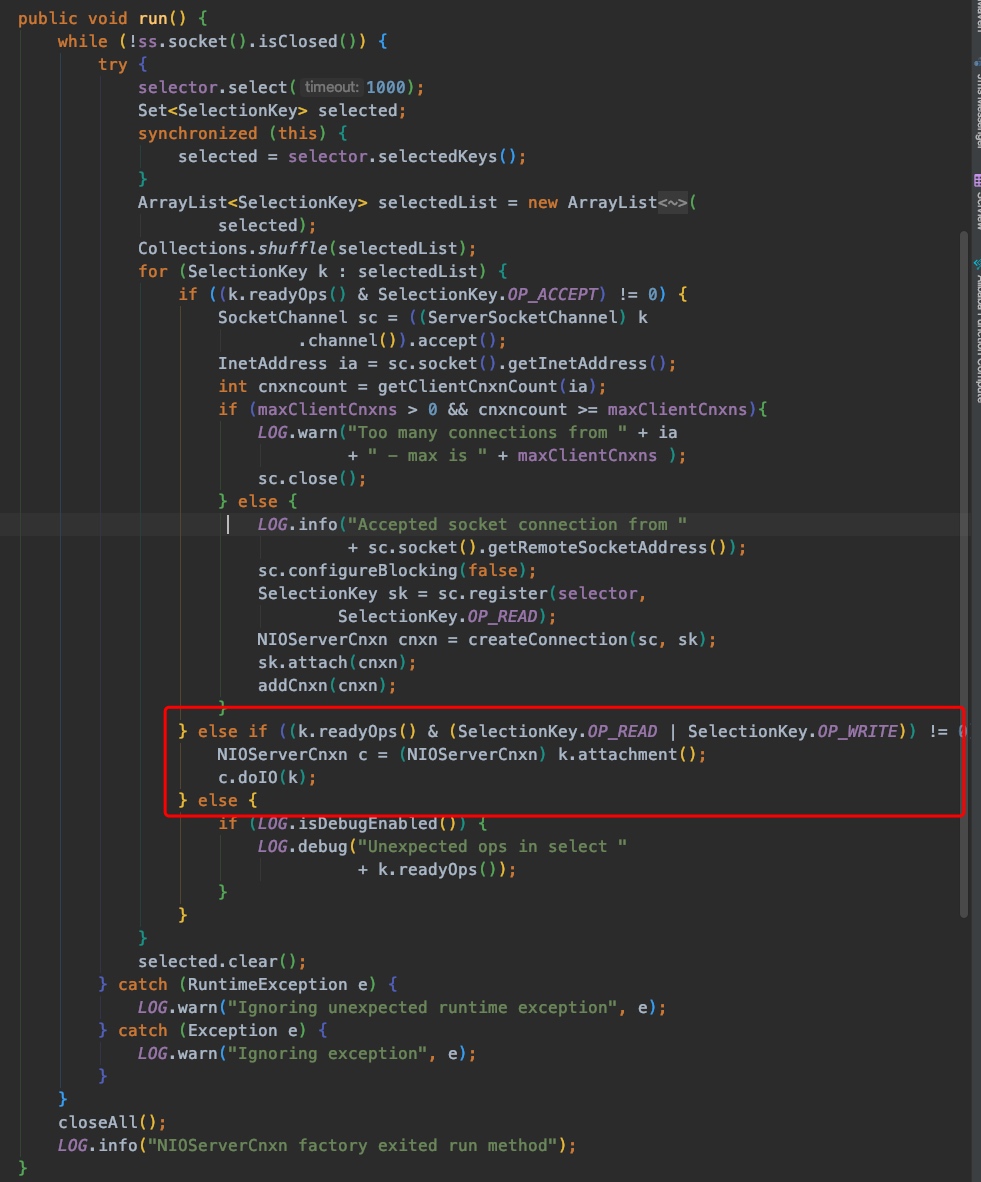 public void run() {
while (!ss.socket().isClosed()) {
try {
selector.select( timeout: 1000);
Set<SelectionKey> selected;
synchronized (this) {
selected = selector.selectedKeys();
}
ArrayList<SelectionKey> selectedList = new ArrayList<~>(
selected);
Collections.shuffle(selectedList);
for (SelectionKey k : selectedList) {
if ((k.readyOps() & SelectionKey.OP_ACCEPT) != 0) {
SocketChannel sc = ((ServerSocketChannel) k
.channel()).accept();
InetAddress ia = sc.socket().getInetAddress();
int cnxncount = getClientCnxnCount(ia);
if (maxClientCnxns > 0 && cnxncount >= maxClientCnxns){
LOG.warn("Too many connections from " + ia
+ " – max is " + maxClientCnxns );
sc.close();
} else {
LOG.info("Accepted socket connection from "
+ sc.socket().getRemoteSocketAddress());
sc.configureBlocking(false);
SelectionKey sk = sc.register(selector,
SelectionKey.OP_READ);
NIOServerCnxn cnxn = createConnection(sc, sk);
sk.attach(cnxn);
addCnxn(cnxn);
}
} else if ((k.readyOps() & (SelectionKey.OP_READ | SelectionKey.OP_WRITE)) != 0
NIOServerCnxn c = (NIOServerCnxn) k.attachment();
c.doIO(k);
} else {
if (LOG.isDebugEnabled()) {
LOG.debug("Unexpected ops in select "
+ k.readyOps());
}
}
}
selected.clear();
} catch (RuntimeException e) {
LOG.warn("Ignoring unexpected runtime exception", e);
} catch (Exception e) {
LOG.warn("Ignoring exception", e);
}
}
closeAll();
LOG.info("NIOServerCnxn factory exited run method");
}